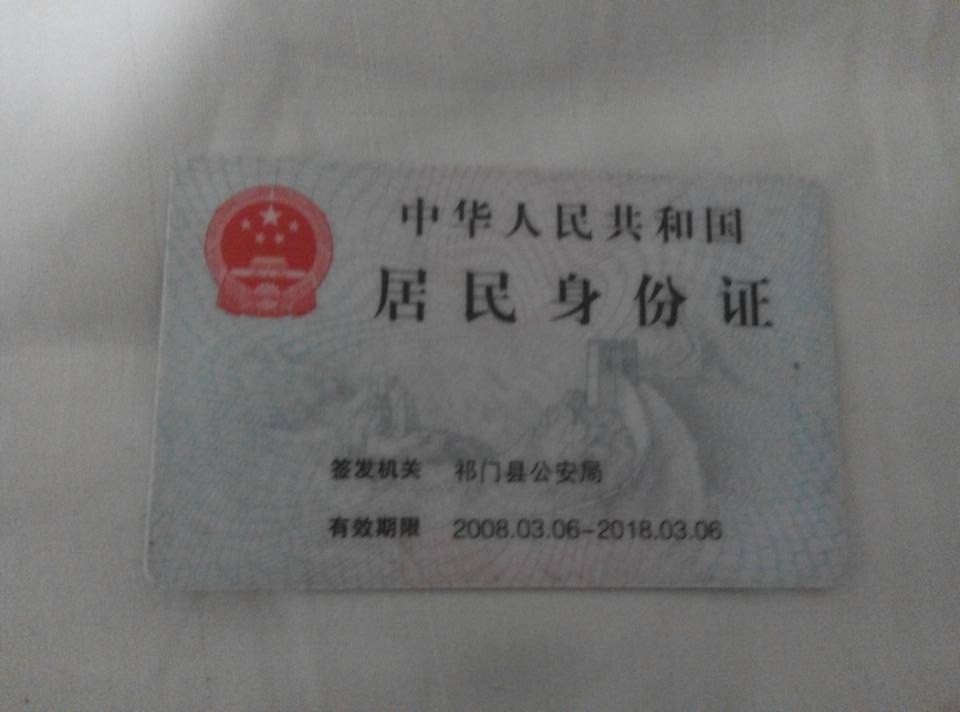 中华人民共和国
居民身份证
签发机关 祁门县公安局
有效期限 2008.03.06-2018.03.06